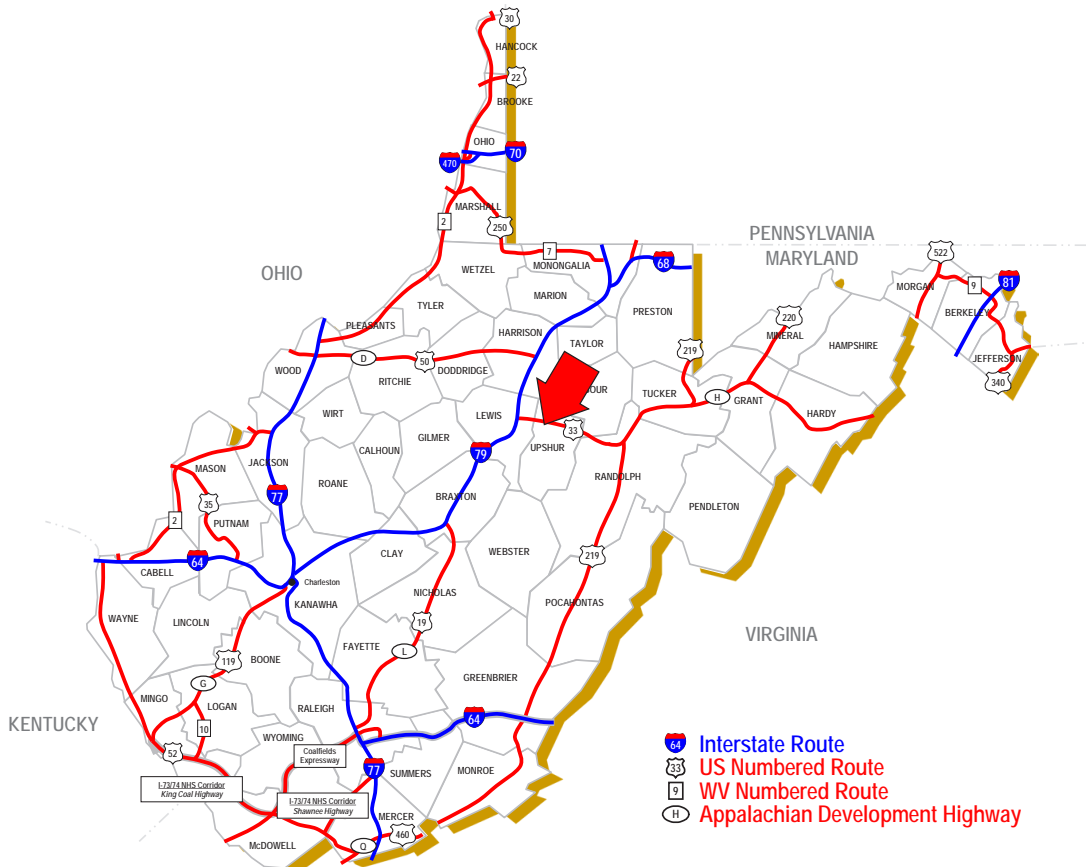 30
HANCOCK
22
BROOKE
OHIO
470
70
MARSHALL
2
250
PENNSYLVANIA
MARYLAND
OHIO
7
MONONGALIA
68
WETZEL
522
MORGAN
9
81
BERKELEY
MARION
TYLER
PRESTON
220
MINERAL
HAMPSHIRE
PLEASANTS
HARRISON
TAYLOR
219
JEFFERSON
340
WOOD
D
50
DODDRIDGE
RITCHIE
OUR
TUCKER
H
GRANT
HARDY
WIRT
LEWIS
GILMER
33
UPSHUR
CALHOUN
79
MASON
JACKSON
ROANE
RANDOLPH
77
35
BRAXTON
PENDLETON
2
PUTNAM
CLAY
WEBSTER
219
64
CABELL
Charleston
NICHOLAS
KANAWHA
POCAHONTAS
WAYNE
LINCOLN
19
VIRGINIA
FAYETTE
L
119
BOONE
GREENBRIER
G
RALEIGH
MINGO
LOGAN
KENTUCKY
10
64
WYOMING
52
Coalfields
Expressway
77
SUMMERS
MONROE
I-73/74 NHS Corridor
King Coal Highway
I-73/74 NHS Corridor
Shawnee Highway
MERCER
460
Q
McDOWELL
64 Interstate Route
33 US Numbered Route
9 WV Numbered Route
H Appalachian Development Highway